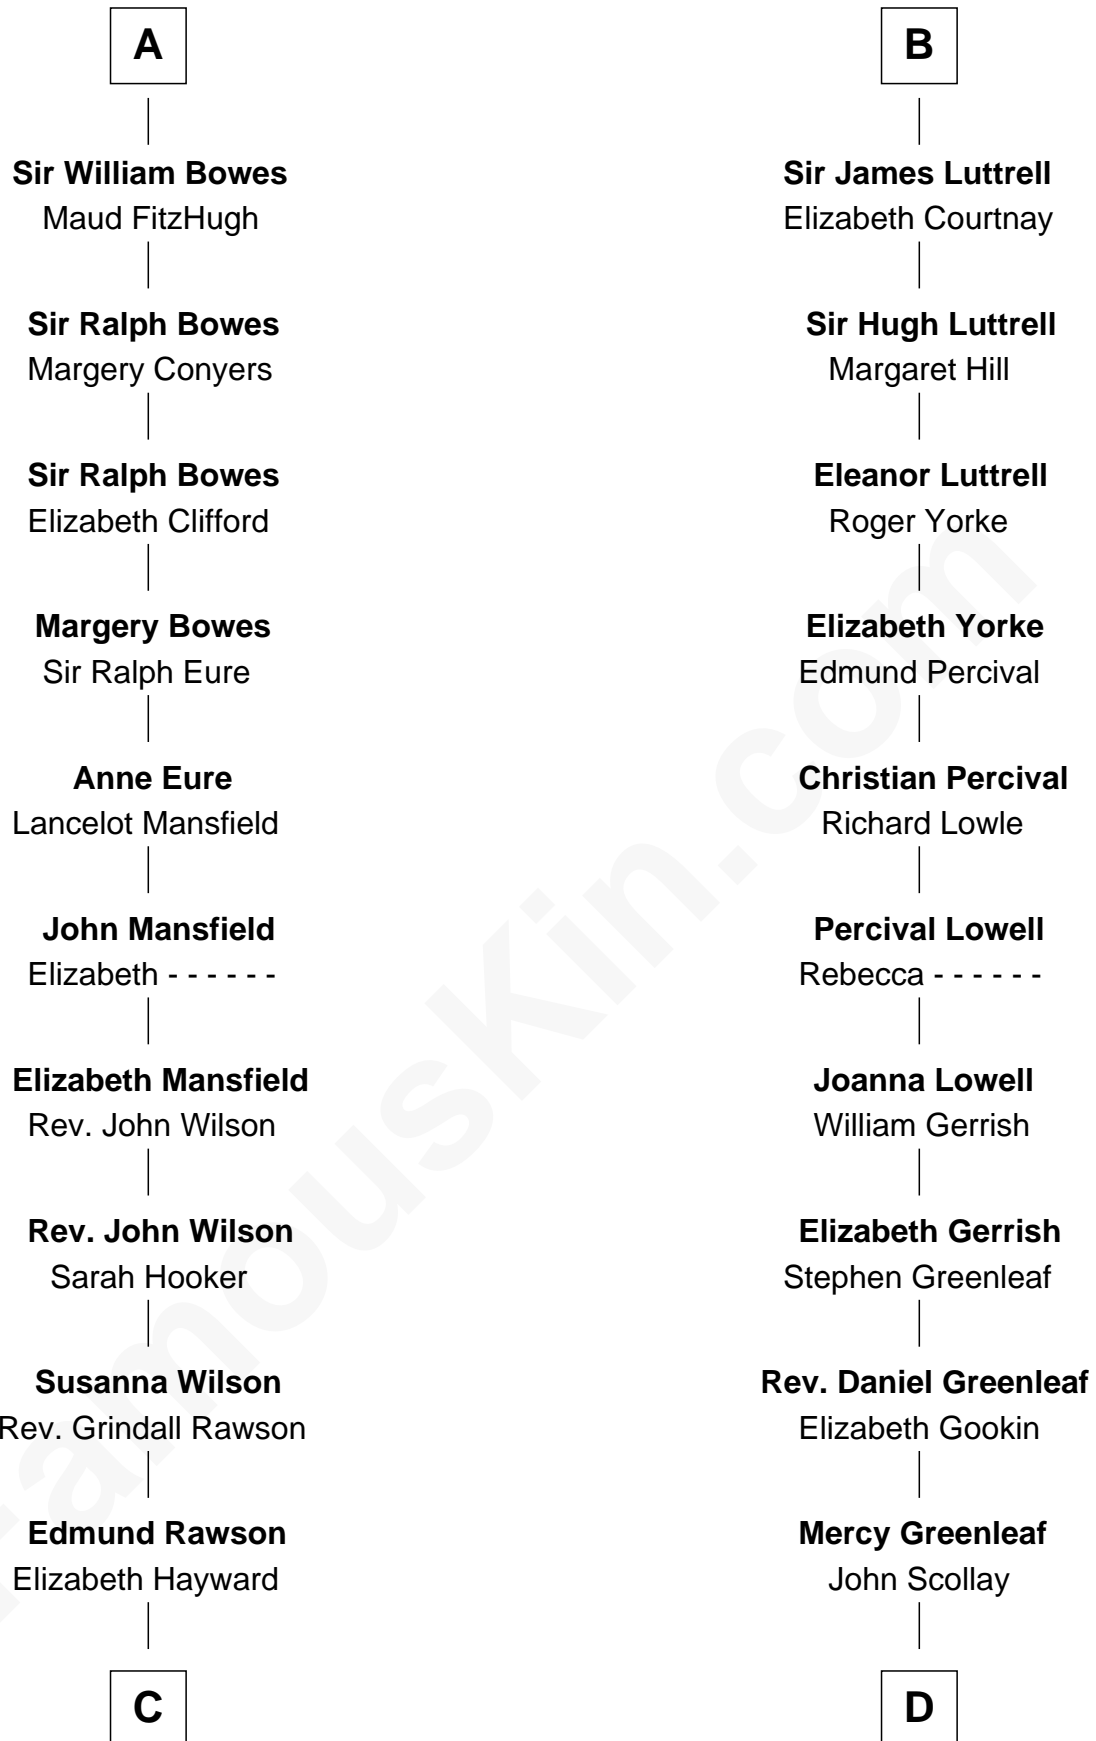 A
Sir William Bowes
Maud FitzHugh
Sir Ralph Bowes
Margery Conyers
Sir Ralph Bowes
Elizabeth Clifford
Margery Bowes
Sir Ralph Eure
Anne Eure
Lancelot Mansfield
John Mansfield
Elizabeth - - - - - -
Elizabeth Mansfield
Rev. John Wilson
Rev. John Wilson
Sarah Hooker
Susanna Wilson
Rev. Grindall Rawson
Edmund Rawson
Elizabeth Hayward
C
B
Sir James Luttrell
Elizabeth Courtnay
Sir Hugh Luttrell
Margaret Hill
Eleanor Luttrell
Roger Yorke
Elizabeth Yorke
Edmund Percival
Christian Percival
Richard Lowle
Percival Lowell
Rebecca - - - - - -
Joanna Lowell
William Gerrish
Elizabeth Gerrish
Stephen Greenleaf
Rev. Daniel Greenleaf
Elizabeth Gookin
Mercy Greenleaf
John Scollay
D
FamousKin.com